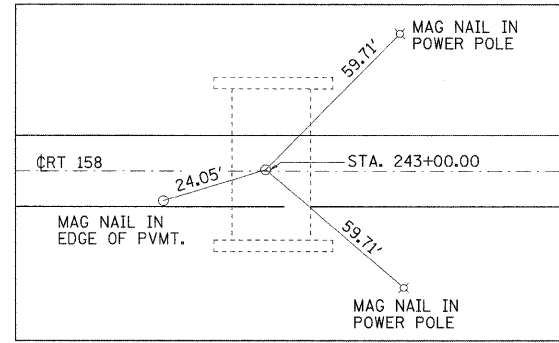 MAG NAIL IN
POWER POLE
59.71'
℄RT 158
STA. 243+00.00
24.05'
MAG NAIL IN
EDGE OF PVMT.
59.71'
MAG NAIL IN
POWER POLE